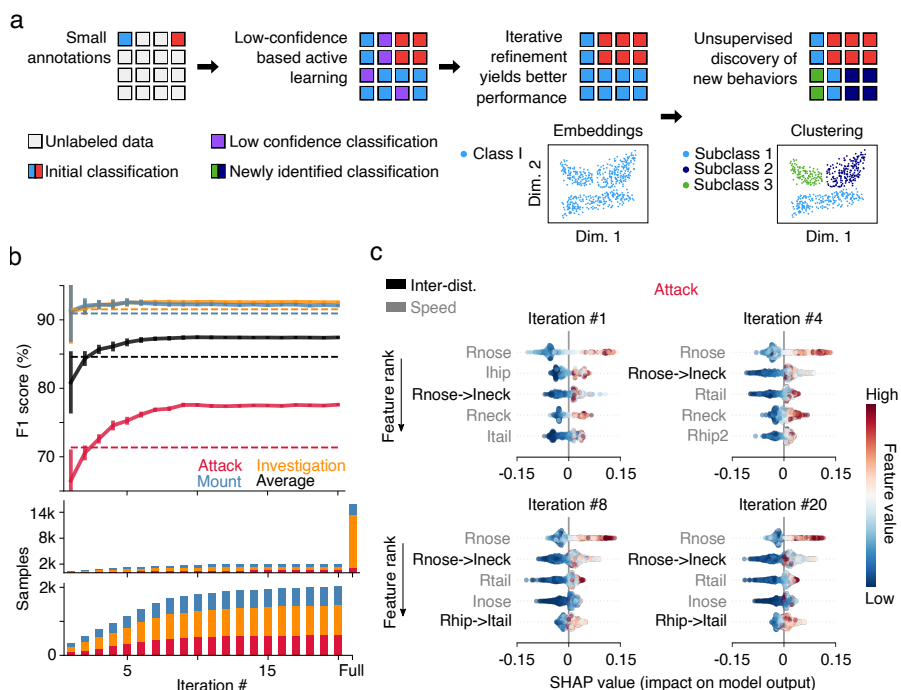 a
Small
annotations
Low-confidence
based active
learning
Iterative
refinement
yields better
performance
Unsupervised
discovery of
new behaviors
Unlabeled data
Low confidence classification
Initial classification
Newly identified classification
Embeddings
Class I
Dim. 2
Dim. 1
Clustering
Subclass 1
Subclass 2
Subclass 3
Dim. 1
b
F1 score (%)
90
80
70
Attack
Investigation
Mount
Average
14k
8k
2k
Samples
2k
0
5
15
Full
Iteration #
c
Inter-dist.
Speed
Attack
Iteration #1
Feature rank
Rnose
Ihip
Rnose->Ineck
Rneck
Itail
-0.15
0
0.15
Iteration #4
Rnose
Rnose->Ineck
Rtail
Rneck
Rhip2
-0.15
0
0.15
Iteration #8
Feature rank
Rnose
Rnose->Ineck
Rtail
Inose
Rhip->Itail
-0.15
0
0.15
Iteration #20
Rnose
Rnose->Ineck
Rtail
Inose
Rhip->Itail
-0.15
0
0.15
SHAP value (impact on model output)
High
Feature value
Low